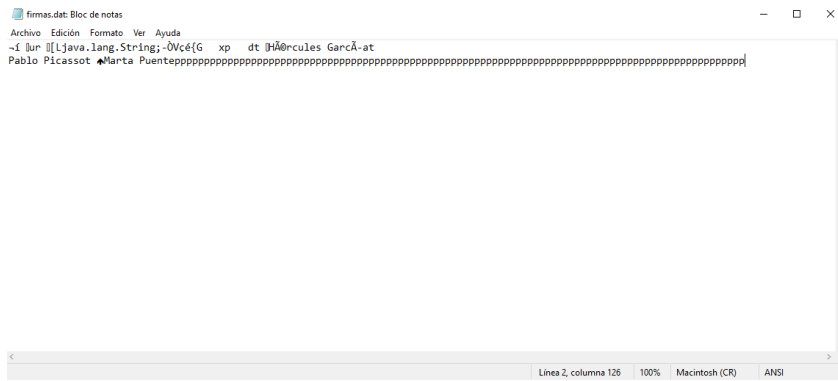 firmas.dat: Bloc de notas
Archivo Edición Formato Ver Ayuda
¬í ur [Ljava.lang.String;-ÒVçé{G xp dt HÃ©rcules GarcÃ-at
Pablo Picassot ♠Marta Puenteppppppppppppppppppppppppppppppppppppppppppppppppppppppppppppppppppppppppppppppppppppppppppppppppp
Línea 2, columna 126 100% Macintosh (CR) ANSI